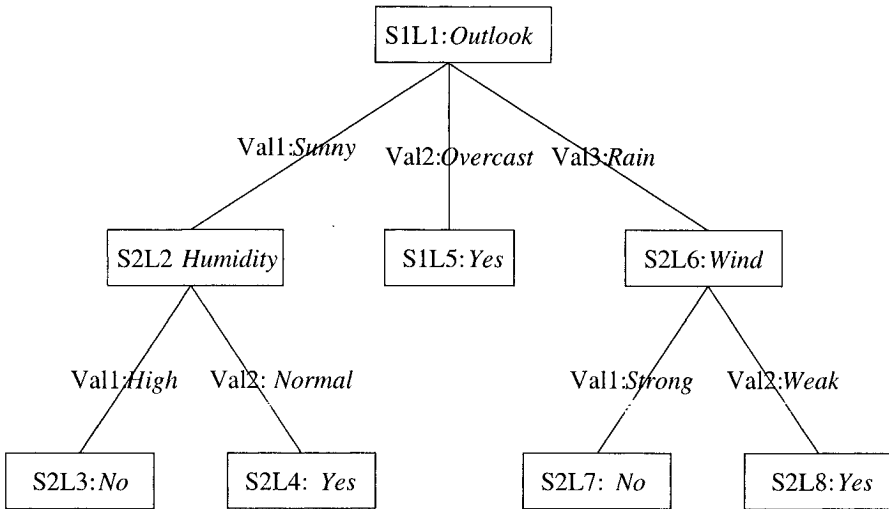 S1L1: Outlook
Val1:Sunny
Val2:Overcast
Val3:Rain
S2L2 Humidity
S1L5: Yes
S2L6: Wind
Val1:High
Val2: Normal
Val1:Strong
Val2:Weak
S2L3: No
S2L4: Yes
S2L7: No
S2L8: Yes